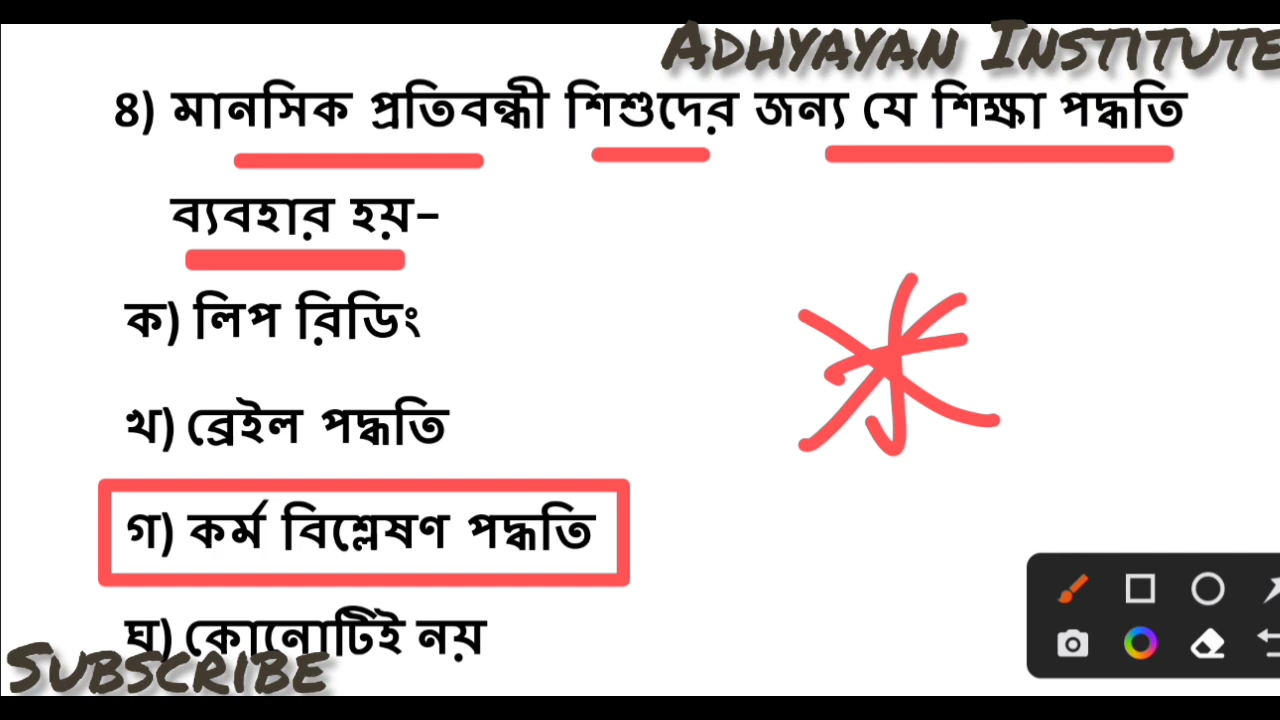 Adhyayan Institute
৪) মানসিক প্রতিবন্ধী শিশুদের জন্য যে শিক্ষা পদ্ধতি
ব্যবহার হয়–
ক) লিপ রিডিং
খ) ব্রেইল পদ্ধতি
গ) কর্ম বিশ্লেষণ পদ্ধতি
ঘ) কোনোটিই নয়
Subscribe